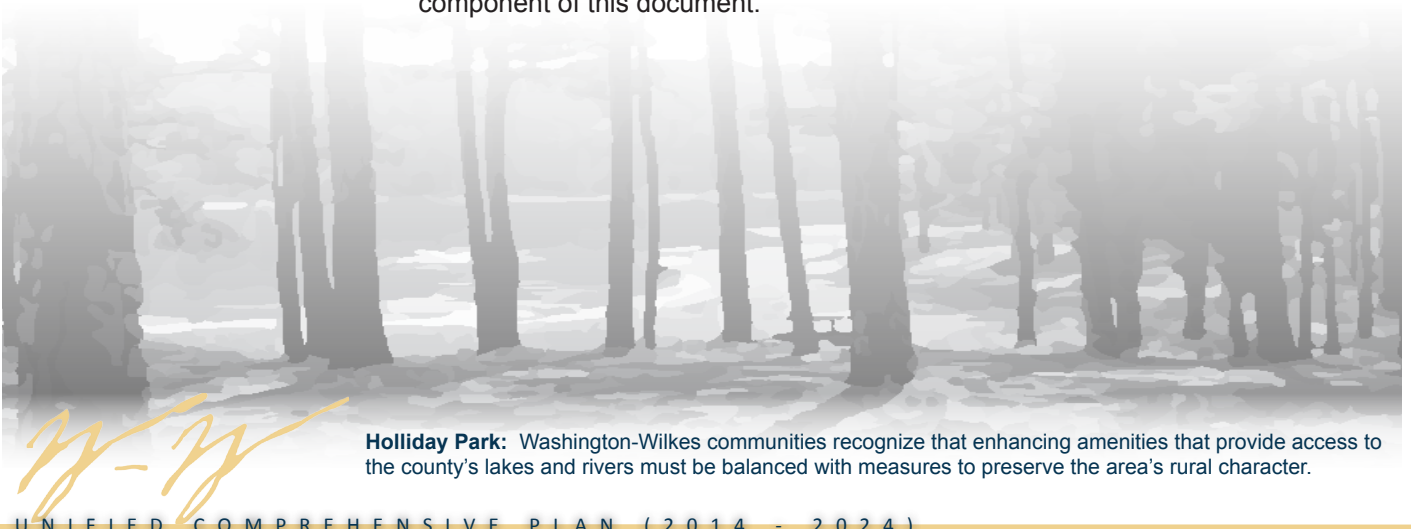 component of this document.
Holliday Park: Washington-Wilkes communities recognize that enhancing amenities that provide access to
the county's lakes and rivers must be balanced with measures to preserve the area's rural character.
W-W
UNIFIED COMPREHENSIVE PLAN (2014 - 2024)